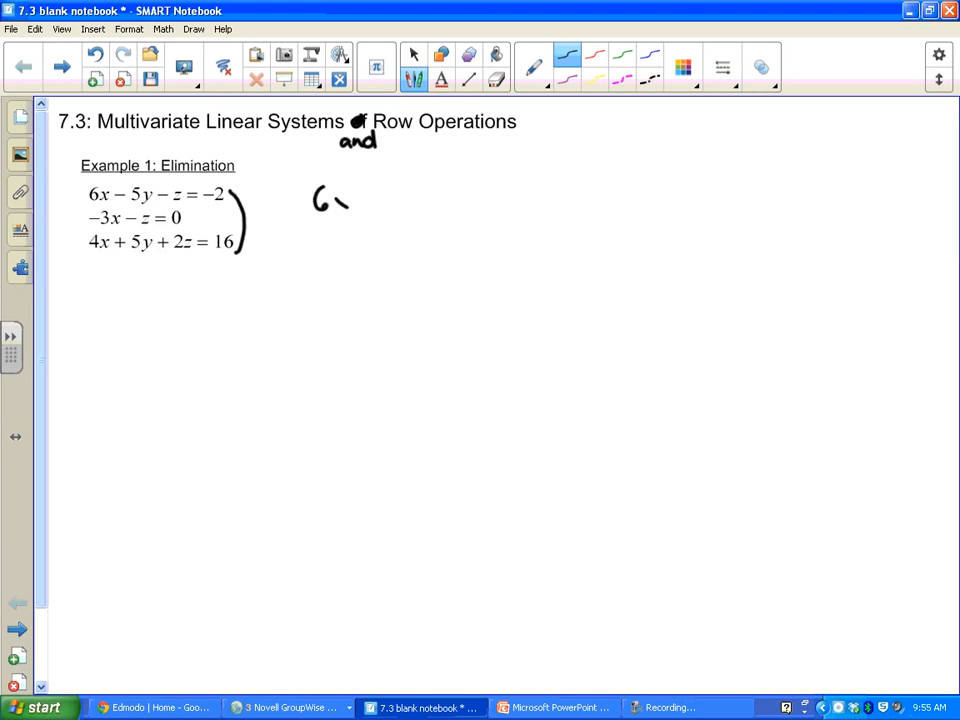 7.3 blank notebook * - SMART Notebook
File Edit View Insert Format Math Draw Help
7.3: Multivariate Linear Systems Row Operations
and
Example 1: Elimination
6x − 5y − z = −2
−3x − z = 0
4x + 5y + 2z = 16
6
start
Edmodo | Home - Goo...
3 Novell GroupWise ...
7.3 blank notebook * ...
Microsoft PowerPoint ...
Recording...
9:55 AM